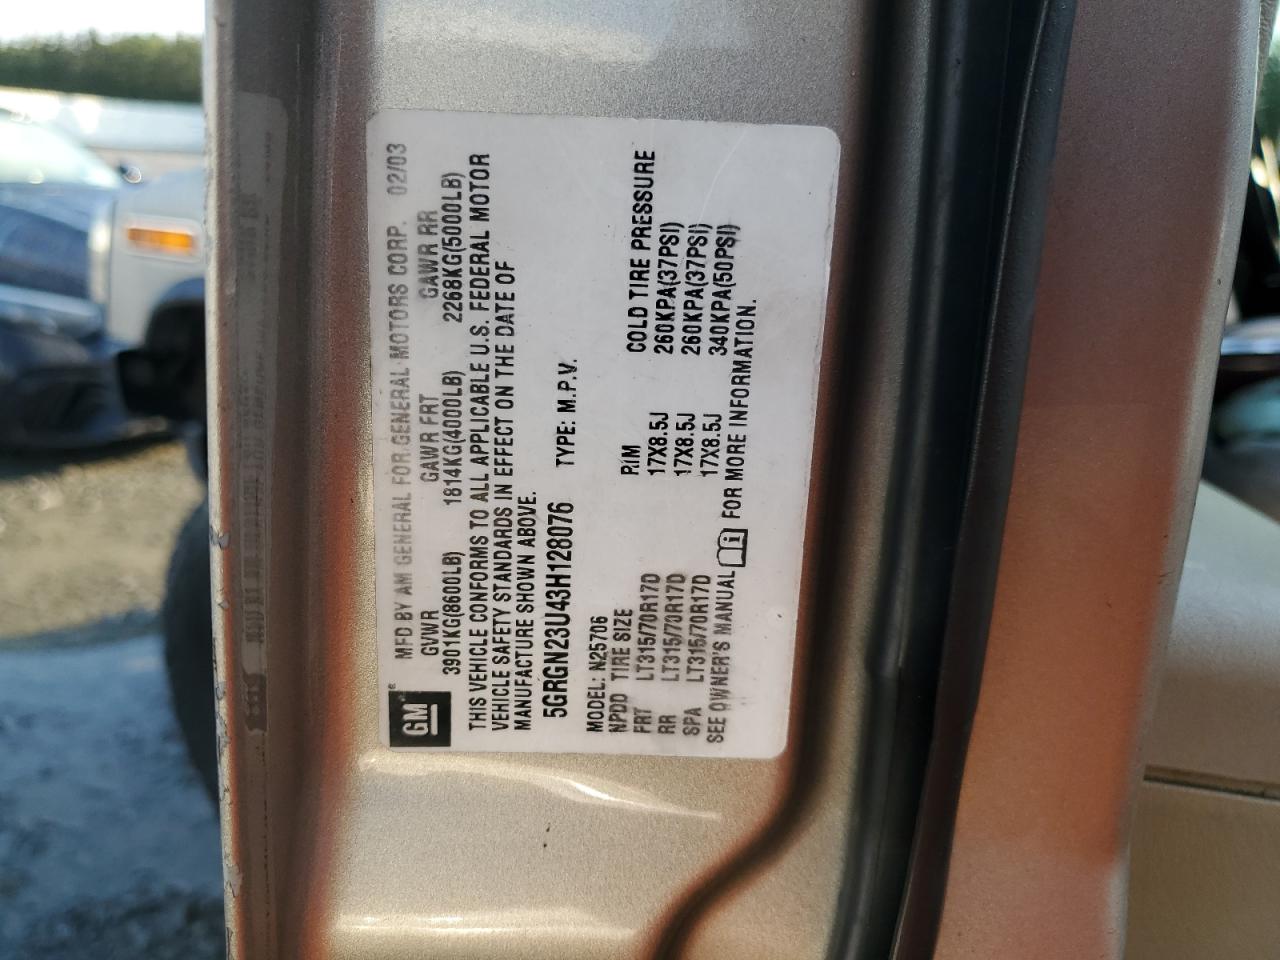 GM
MFD BY AM GENERAL FOR GENERAL MOTORS CORP. 02/03
GVWR GAWR FRT GAWR RR
3901KG(8600LB) 1814KG(4000LB) 2268KG(5000LB)
THIS VEHICLE CONFORMS TO ALL APPLICABLE U.S. FEDERAL MOTOR
VEHICLE SAFETY STANDARDS IN EFFECT ON THE DATE OF
MANUFACTURE SHOWN ABOVE.
5GRGN23U43H128076 TYPE: M.P.V.
MODEL: N25706
NPDD TIRE SIZE RIM COLD TIRE PRESSURE
FRT LT315/70R17D 17X8.5J 260KPA(37PSI)
RR LT315/70R17D 17X8.5J 260KPA(37PSI)
SPA LT315/70R17D 17X8.5J 340KPA(50PSI)
SEE OWNER'S MANUAL FOR MORE INFORMATION.